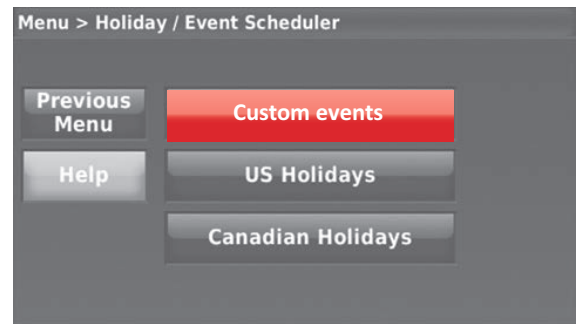 Menu > Holiday / Event Scheduler
Previous
Menu
Custom events
Help
US Holidays
Canadian Holidays